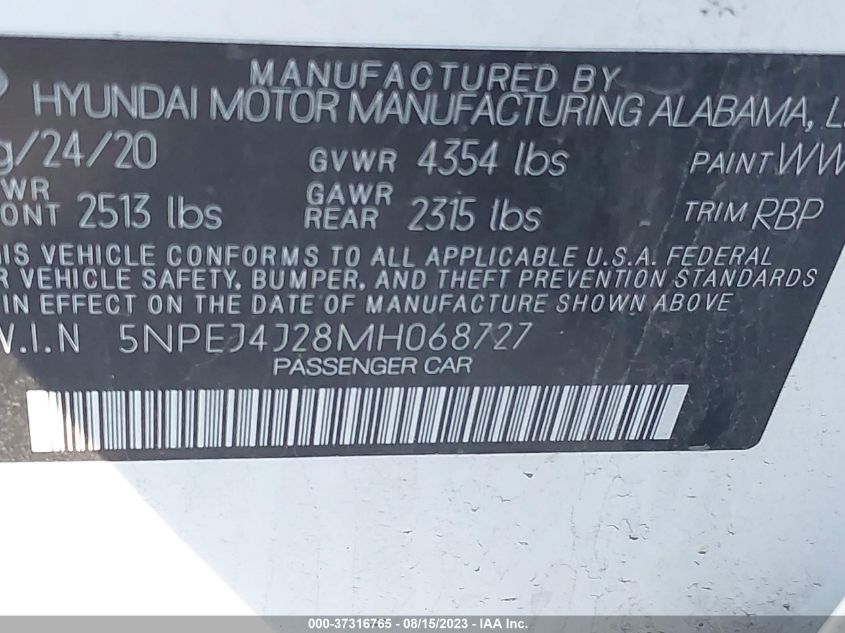 MANUFACTURED BY
HYUNDAI MOTOR MANUFACTURING ALABAMA,
/24/20 GVWR 4354 lbs PAINT WW
2513 lbs GAWR REAR 2315 lbs TRIM RBP
VEHICLE CONFORMS TO ALL APPLICABLE U.S.A. FEDERAL
VEHICLE SAFETY, BUMPER, AND THEFT PREVENTION STANDARDS
IN EFFECT ON THE DATE OF MANUFACTURE SHOWN ABOVE
V.I.N 5NPEJ4J28MH068727
PASSENGER CAR
000-37316765 - 08/15/2023 - IAA Inc.